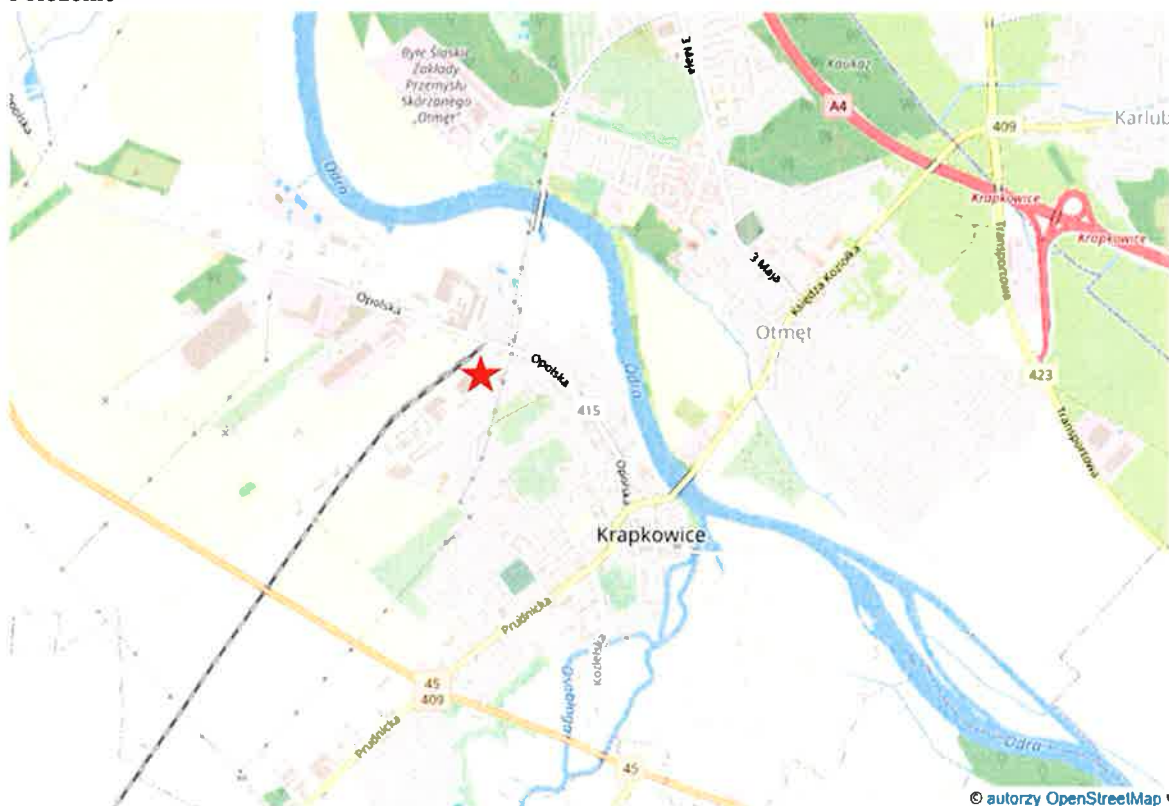 3 Maja
Byłe Śląskie
Zakłady
Przemysłu
Skórzanego
„Otmęt”
Kaukaz
A4
409
Karlub
opolska
Odra
Krapkowice
Krapkowice
Transportowa
3 Maja
Księdza Koziołka
Opolska
Otmęt
Opolska
Odra
423
415
Transportowa
Opolska
Krapkowice
Prudnicka
Kozielska
45
409
Osobłoga
Prudnicka
Odra
45
© autorzy OpenStreetMap